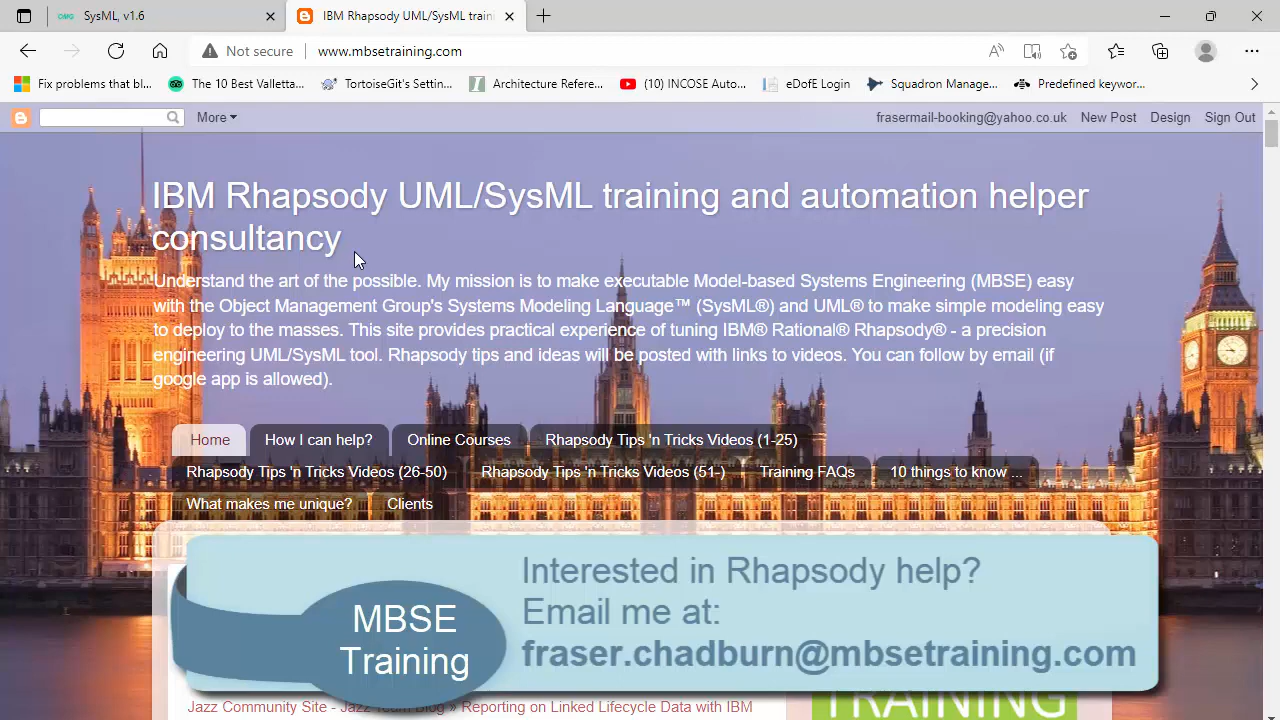 SysML, v1.6
IBM Rhapsody UML/SysML train
Not secure
www.mbsetraining.com
Fix problems that bl...
The 10 Best Valletta...
TortoiseGit's Settin...
Architecture Refere...
(10) INCOSE Auto...
eDofE Login
Squadron Manage...
Predefined keywor...
More
frasermail-booking@yahoo.co.uk
New Post
Design
Sign Out
IBM Rhapsody UML/SysML training and automation helper
consultancy
Understand the art of the possible. My mission is to make executable Model-based Systems Engineering (MBSE) easy
with the Object Management Group's Systems Modeling Language™ (SysML®) and UML® to make simple modeling easy
to deploy to the masses. This site provides practical experience of tuning IBM® Rational® Rhapsody® - a precision
engineering UML/SysML tool. Rhapsody tips and ideas will be posted with links to videos. You can follow by email (if
google app is allowed).
Home
How I can help?
Online Courses
Rhapsody Tips 'n Tricks Videos (1-25)
Rhapsody Tips 'n Tricks Videos (26-50)
Rhapsody Tips 'n Tricks Videos (51-)
Training FAQs
10 things to know ...
What makes me unique?
Clients
MBSE
Training
Interested in Rhapsody help?
Email me at:
fraser.chadburn@mbsetraining.com
Jazz Community Site - Jazz Team Blog » Reporting on Linked Lifecycle Data with IBM
TRAINING